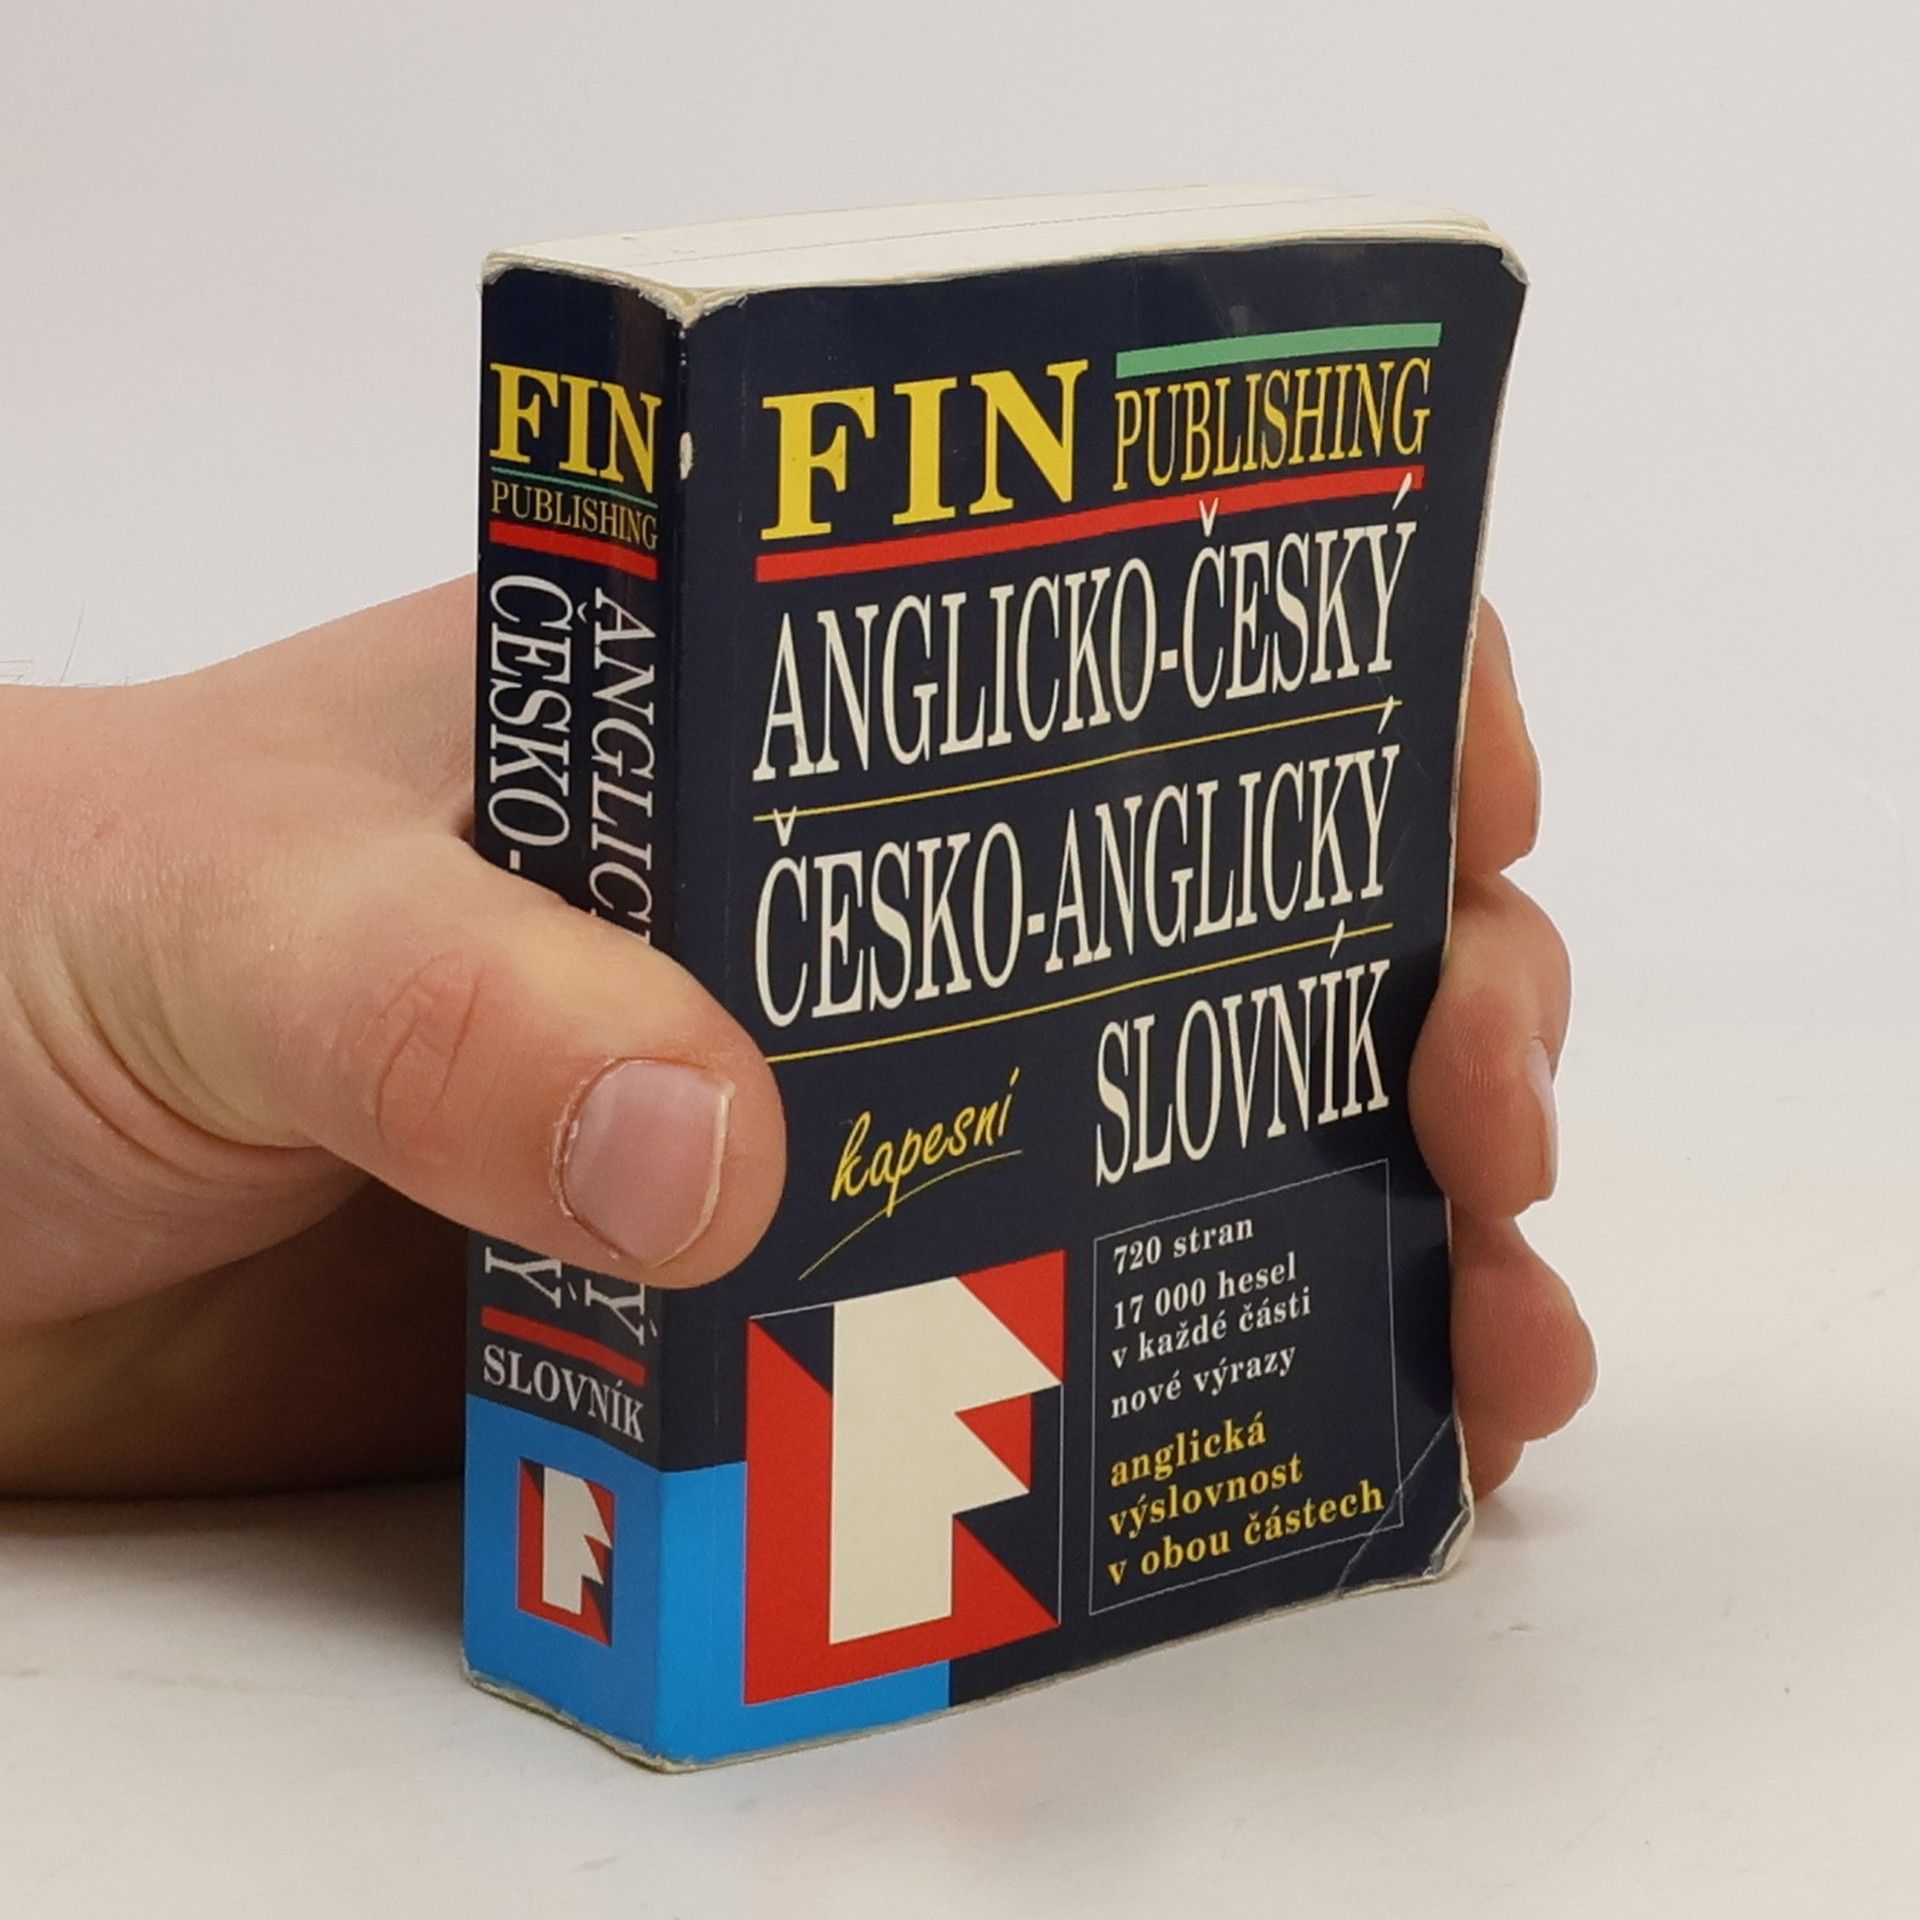 FIN
PUBLISHING
ANGLICKO-ČESKÝ
ČESKO-ANGLICKÝ
SLOVNÍK
kapesní
720 stran
17 000 hesel
v každé části
nové výrazy
anglická
výslovnost
v obou částech
FIN
PUBLISHING
ČESKO-
SLOVNÍK